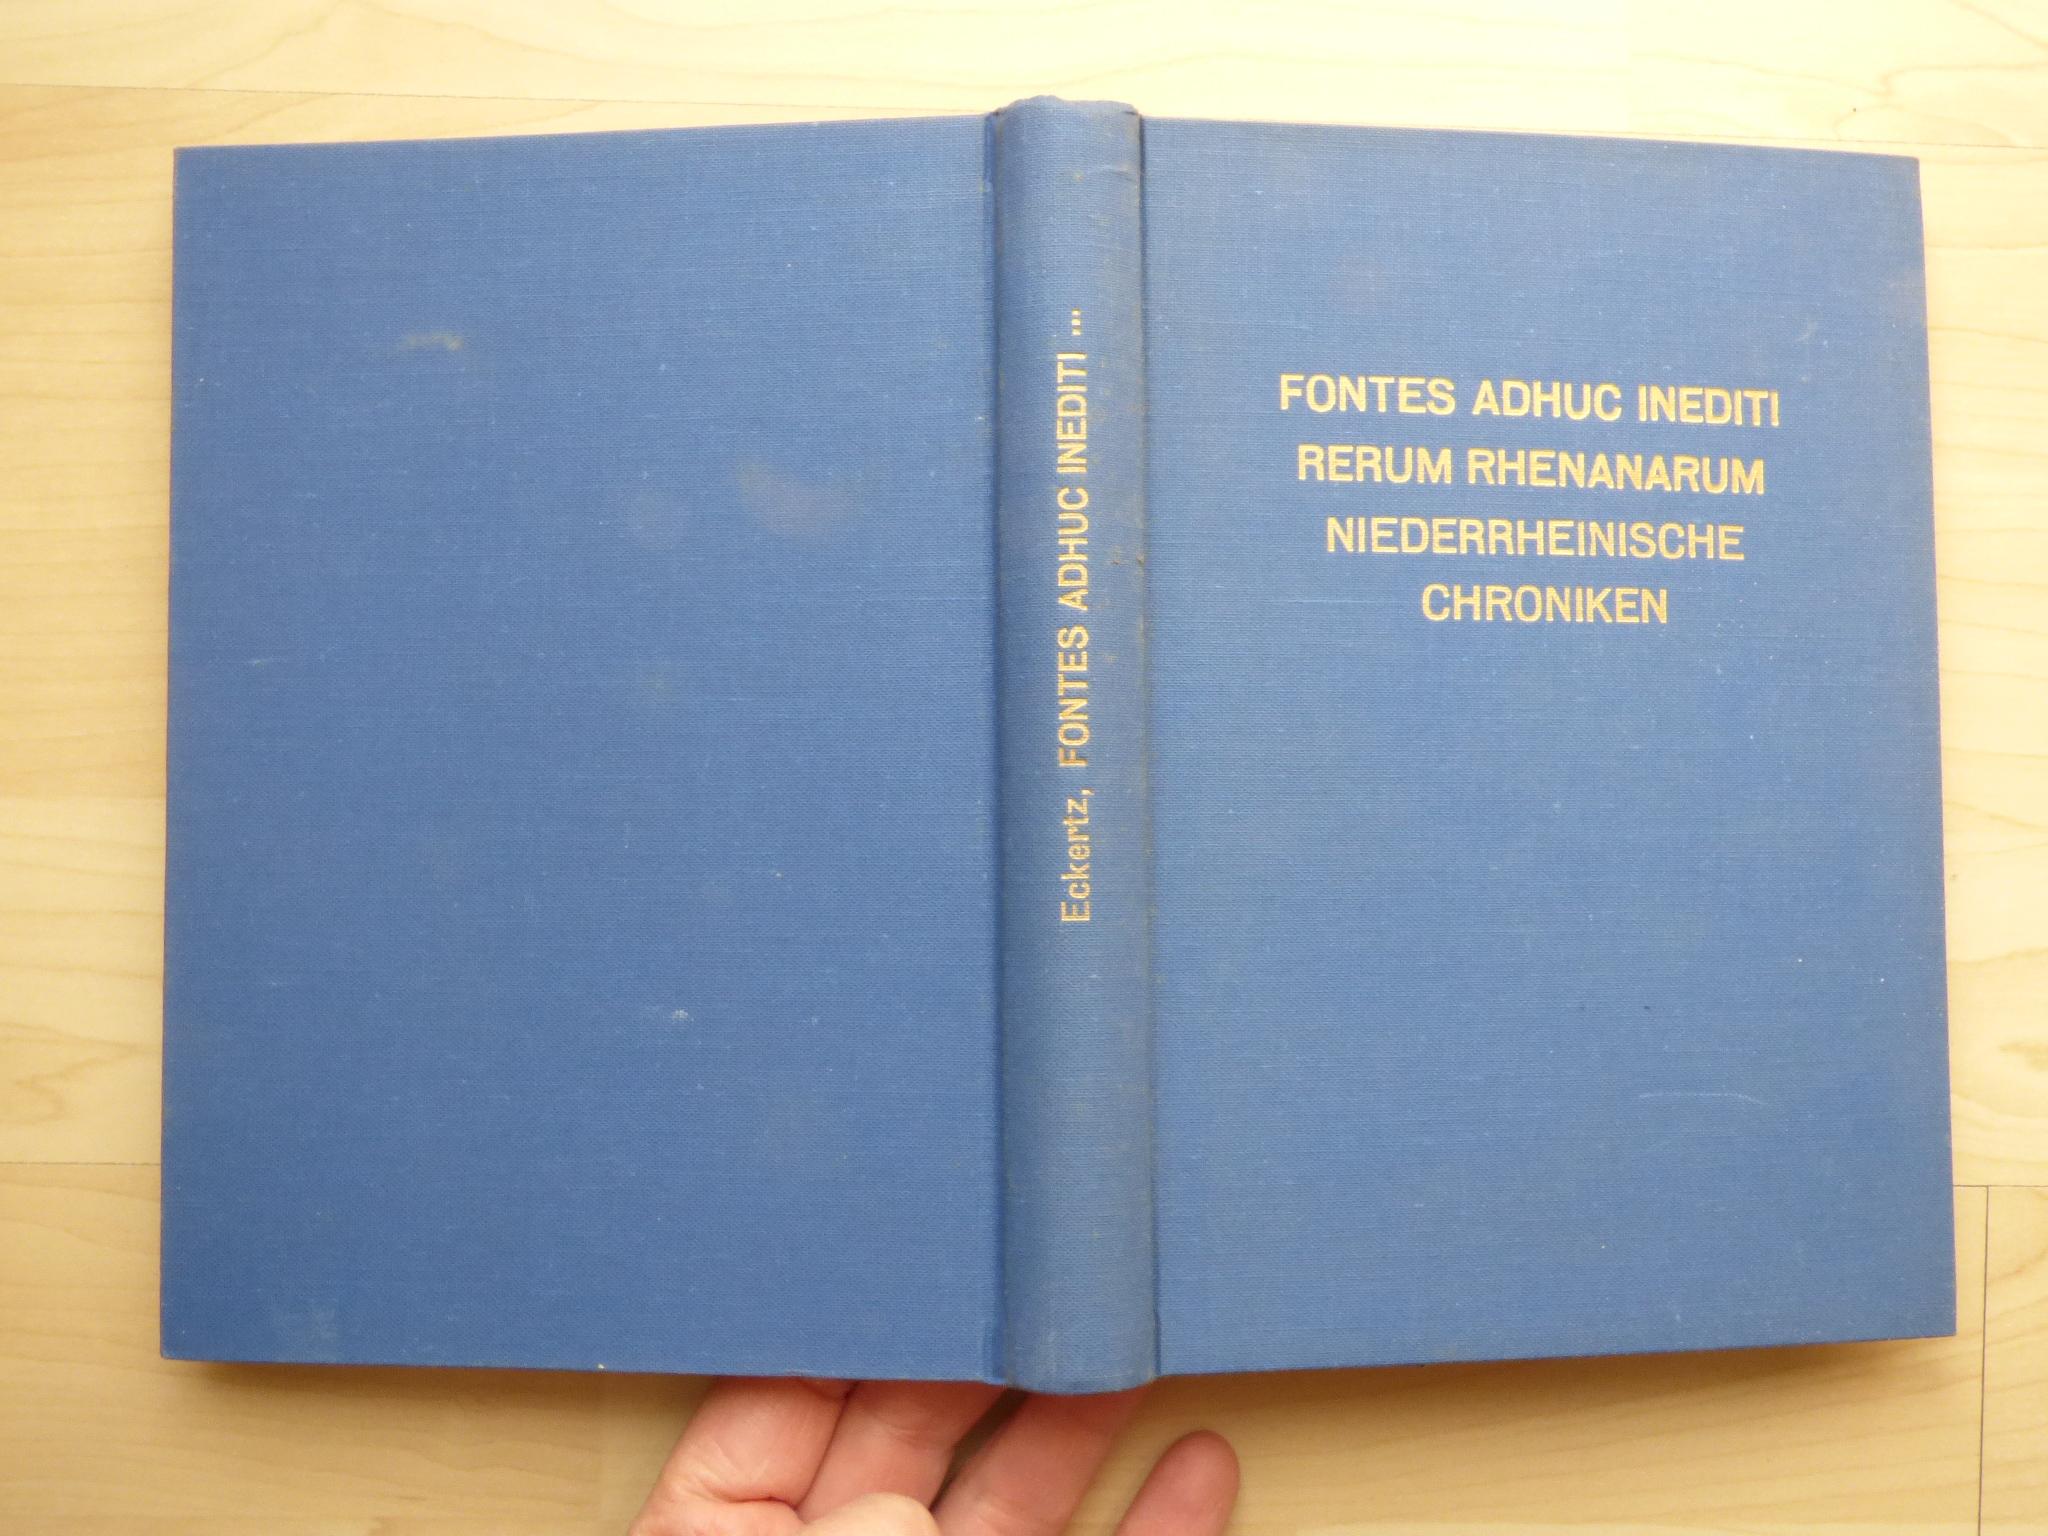 Eckertz, FONTES ADHUC INEDITI ...
FONTES ADHUC INEDITI
RERUM RHENANARUM
NIEDERRHEINISCHE
CHRONIKEN